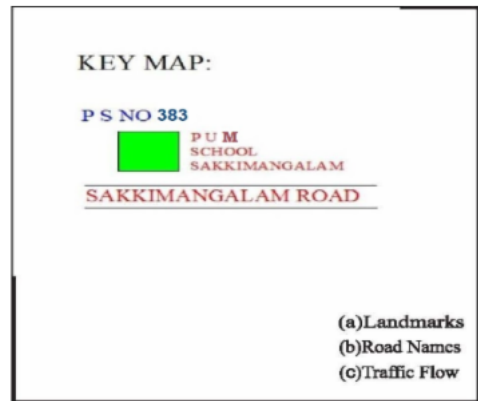 KEY MAP:
P S NO 383
P U M
SCHOOL
SAKKIMANGALAM
SAKKIMANGALAM ROAD
(a)Landmarks
(b)Road Names
(c)Traffic Flow